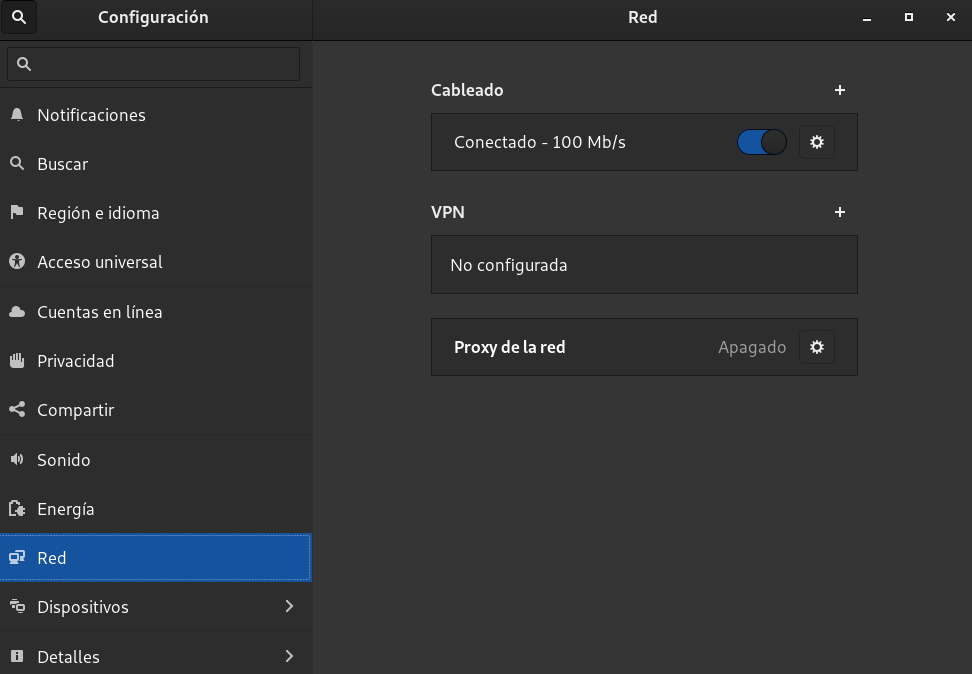 Configuración
Red
Notificaciones
Buscar
Región e idioma
Acceso universal
Cuentas en línea
Privacidad
Compartir
Sonido
Energía
Red
Dispositivos
Detalles
Cableado
Conectado - 100 Mb/s
VPN
No configurada
Proxy de la red Apagado